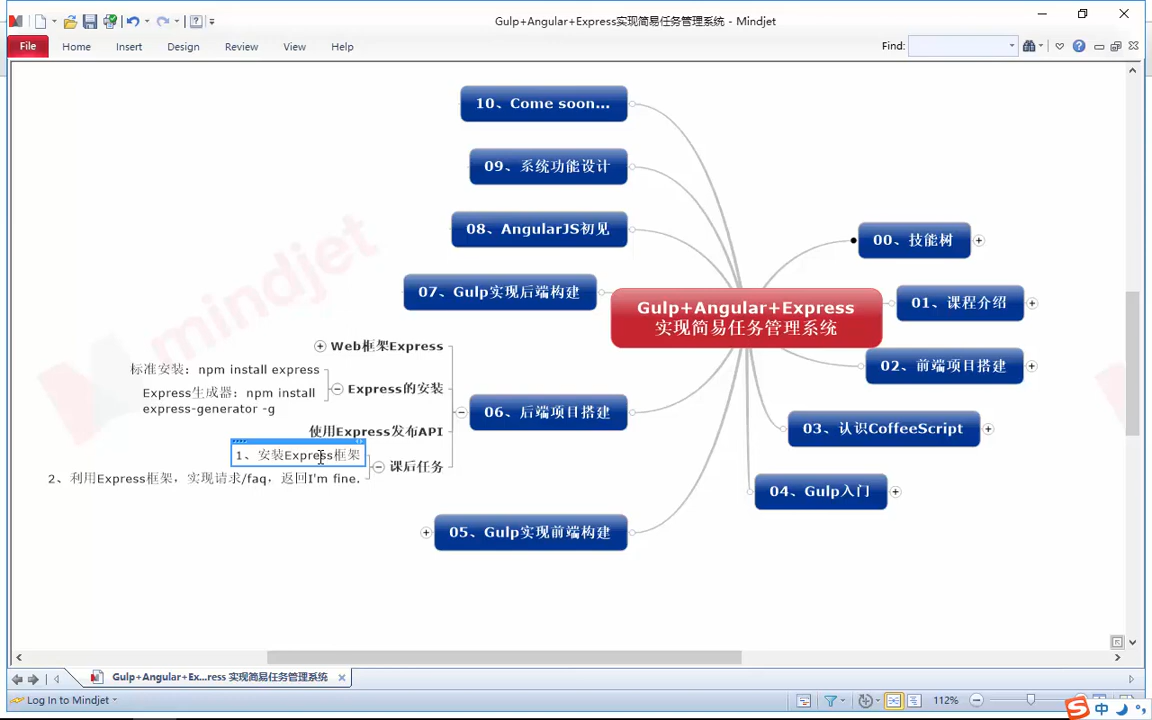 Gulp+Angular+Express实现简易任务管理系统 - Mindjet
File Home Insert Design Review View Help Find:
10、Come soon...
09、系统功能设计
08、AngularJS初见
07、Gulp实现后端构建
Web框架Express
标准安装：npm install express
Express生成器：npm install
express-generator -g
Express的安装
使用Express发布API
1、安装Express框架
2、利用Express框架，实现请求/faq，返回I'm fine.
课后任务
06、后端项目搭建
05、Gulp实现前端构建
Gulp+Angular+Express
实现简易任务管理系统
00、技能树
01、课程介绍
02、前端项目搭建
03、认识CoffeeScript
04、Gulp入门
mindjet
Gulp+Angular+Ex...ress 实现简易任务管理系统
Log In to Mindjet
112%
中